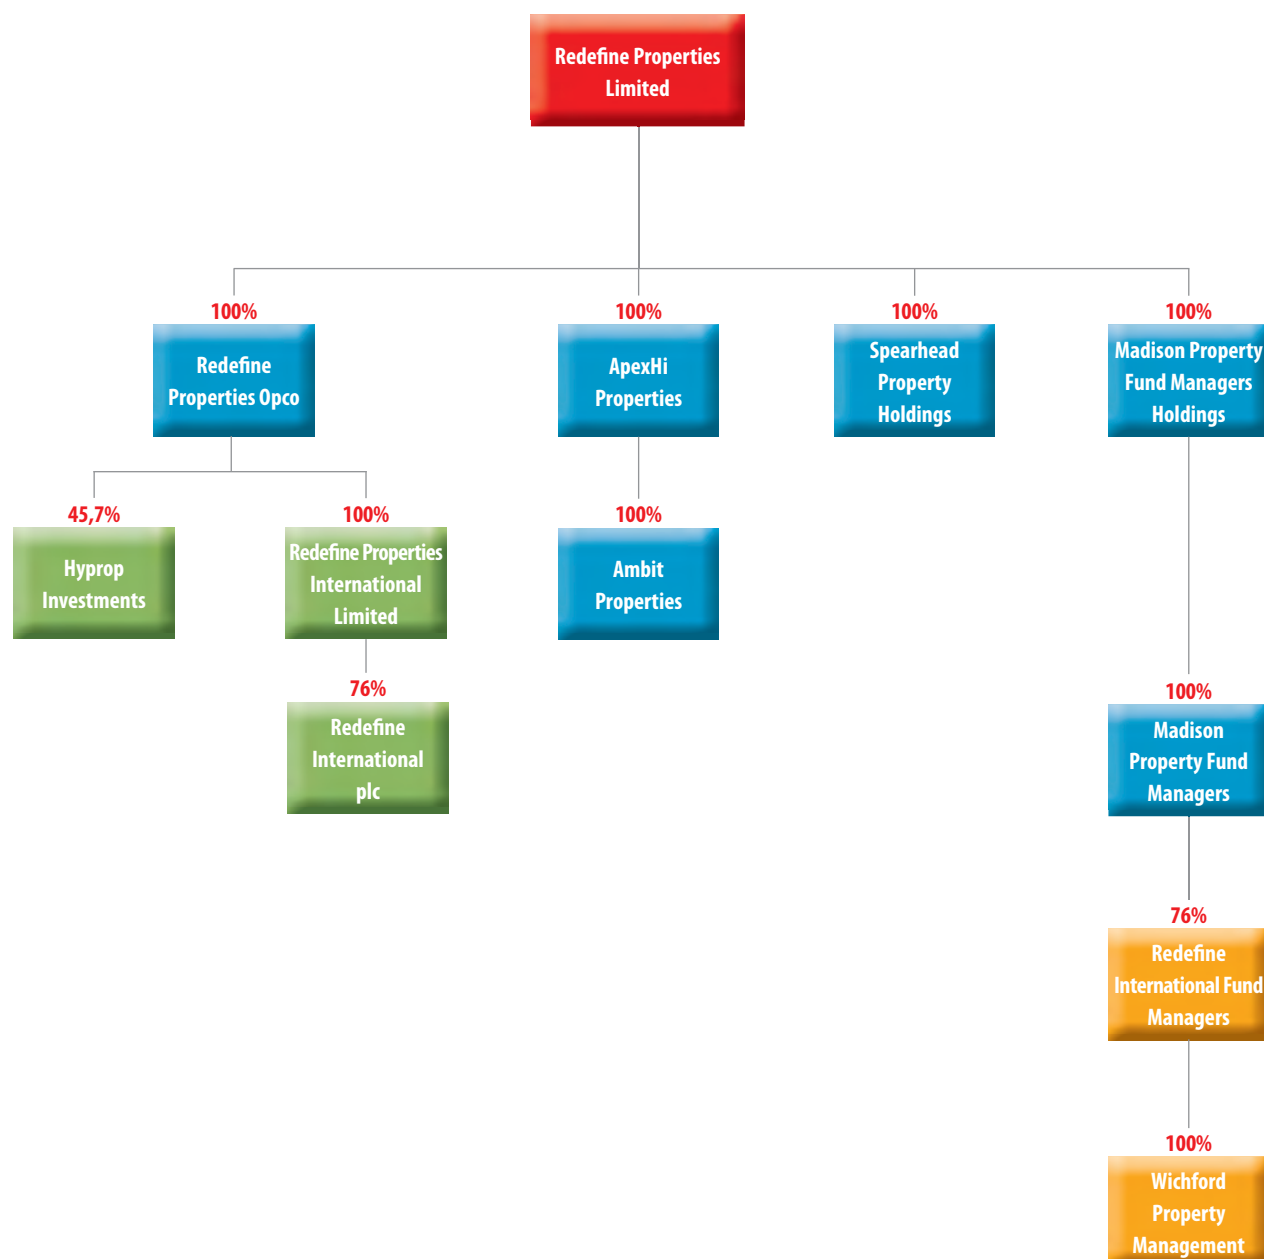 Redefine Properties
Limited
100%
100%
100%
100%
Redefine
Properties Opco
ApexHi
Properties
Spearhead
Property
Holdings
Madison Property
Fund Managers
Holdings
45,7%
100%
100%
Hyprop
Investments
Redefine Properties
International
Limited
Ambit
Properties
76%
100%
Redefine
International
plc
Madison
Property Fund
Managers
76%
Redefine
International Fund
Managers
100%
Wichford
Property
Management